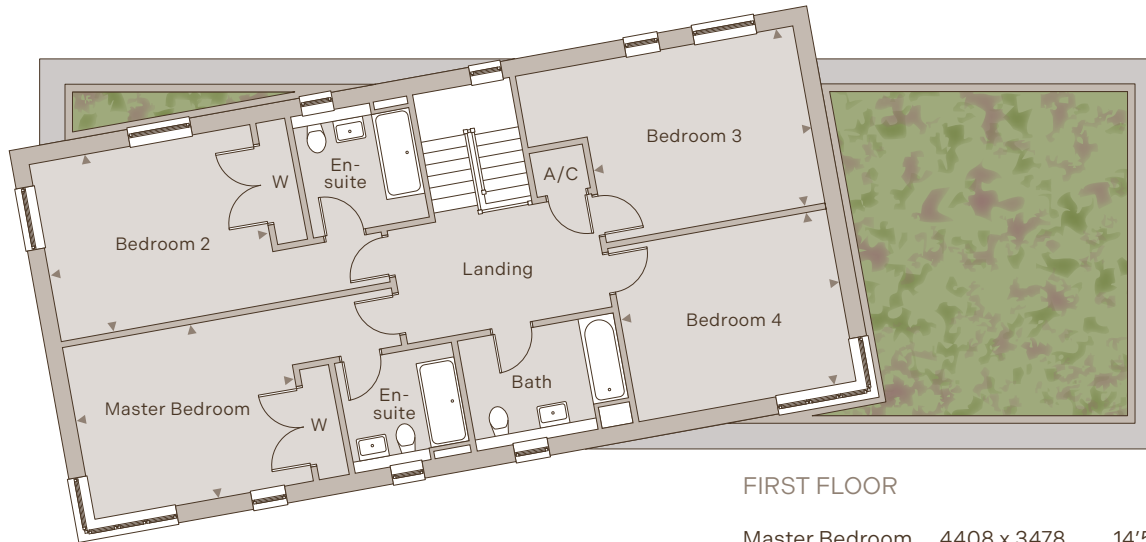 Bedroom 3
En-
suite
A/C
W
Bedroom 2
Landing
Bedroom 4
Bath
En-
suite
Master Bedroom
W
FIRST FLOOR
Master Bedroom 4408 x 3478